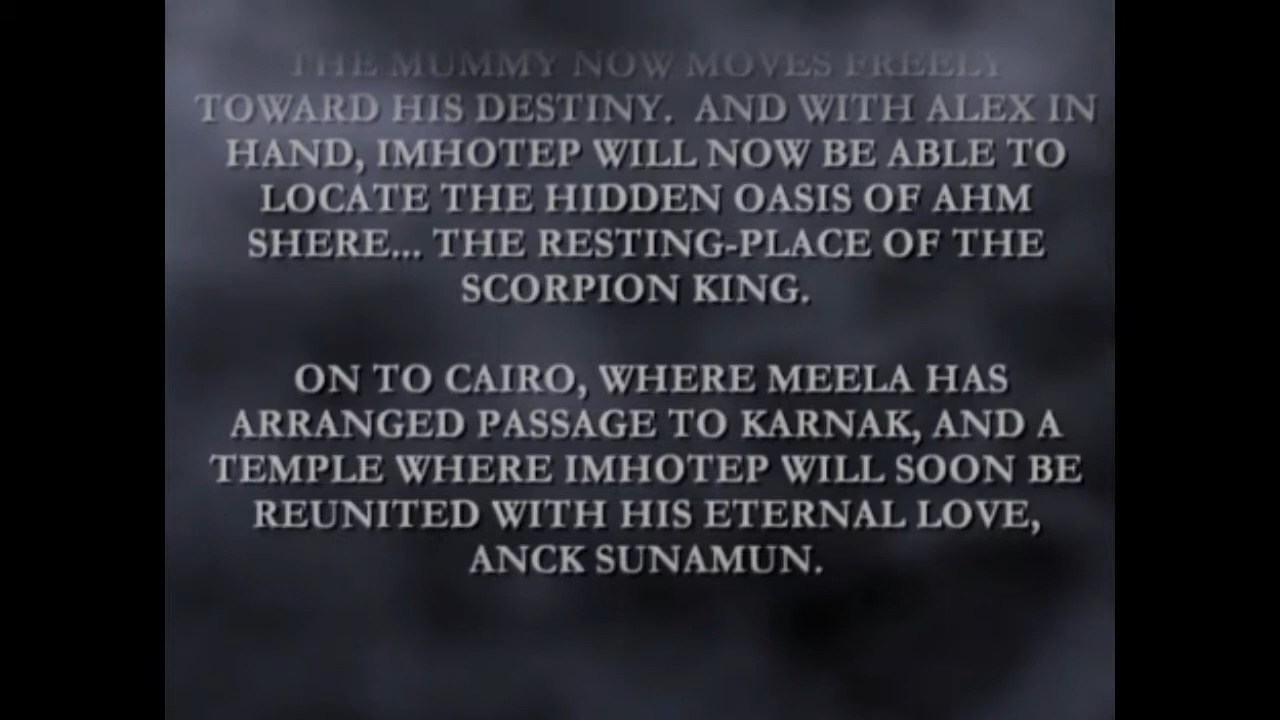 THE MUMMY NOW MOVES FREELY
TOWARD HIS DESTINY.  AND WITH ALEX IN
HAND, IMHOTEP WILL NOW BE ABLE TO
LOCATE THE HIDDEN OASIS OF AHM
SHERE... THE RESTING-PLACE OF THE
SCORPION KING.
ON TO CAIRO, WHERE MEELA HAS
ARRANGED PASSAGE TO KARNAK, AND A
TEMPLE WHERE IMHOTEP WILL SOON BE
REUNITED WITH HIS ETERNAL LOVE,
ANCK SUNAMUN.